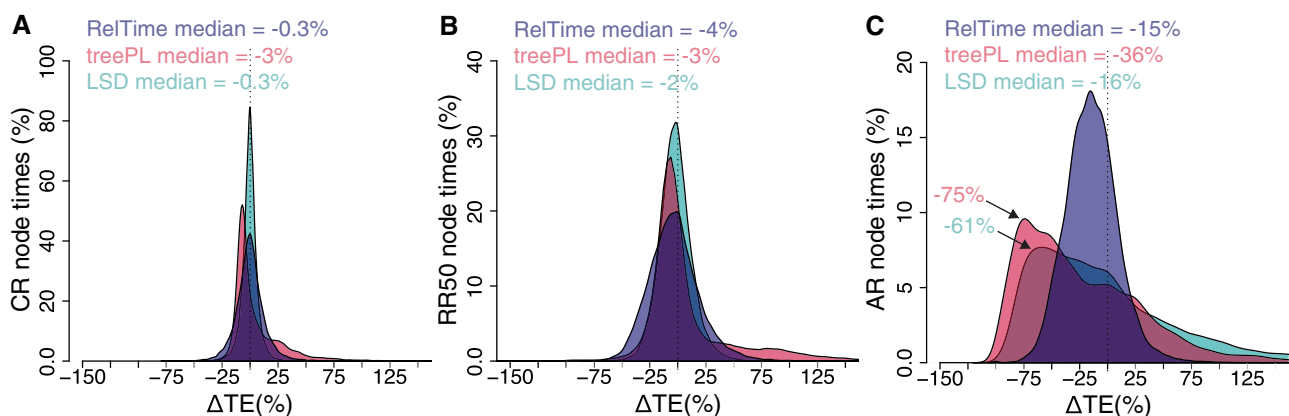 A
RelTime median = -0.3%
treePL median = -3%
LSD median = -0.3%
CR node times (%)
100
80
60
40
20
0.0
−150 −75 −25 25 75 125
ΔTE(%)
B
RelTime median = -4%
treePL median = -3%
LSD median = -2%
RR50 node times (%)
40
30
20
10
0.0
−150 −75 −25 25 75 125
ΔTE(%)
C
RelTime median = -15%
treePL median = -36%
LSD median = -16%
AR node times (%)
20
15
10
5
0.0
-75%
-61%
−150 −75 −25 25 75 125
ΔTE(%)